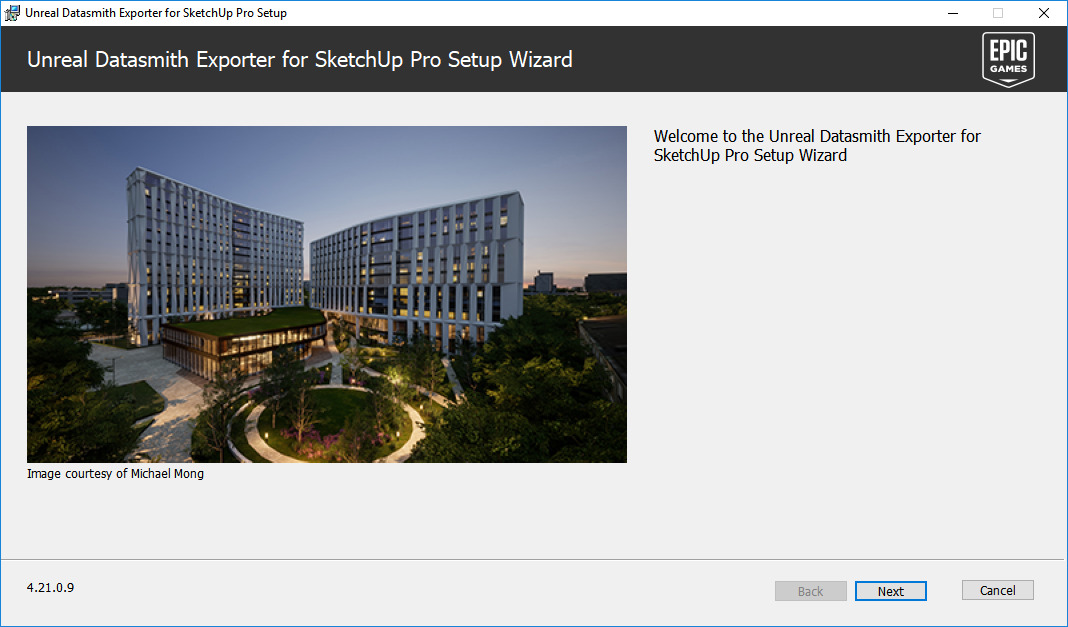 Unreal Datasmith Exporter for SketchUp Pro Setup
Unreal Datasmith Exporter for SketchUp Pro Setup Wizard
EPIC
GAMES
Welcome to the Unreal Datasmith Exporter for
SketchUp Pro Setup Wizard
Image courtesy of Michael Mong
4.21.0.9
Back
Next
Cancel